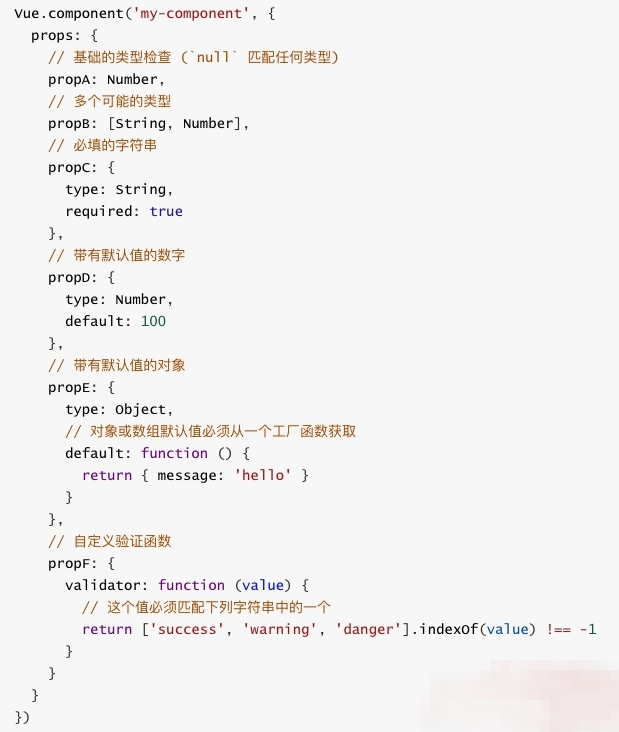 Vue.component('my-component', {
  props: {
    // 基础的类型检查 (`null` 匹配任何类型)
    propA: Number,
    // 多个可能的类型
    propB: [String, Number],
    // 必填的字符串
    propC: {
      type: String,
      required: true
    },
    // 带有默认值的数字
    propD: {
      type: Number,
      default: 100
    },
    // 带有默认值的对象
    propE: {
      type: Object,
      // 对象或数组默认值必须从一个工厂函数获取
      default: function () {
        return { message: 'hello' }
      }
    },
    // 自定义验证函数
    propF: {
      validator: function (value) {
        // 这个值必须匹配下列字符串中的一个
        return ['success', 'warning', 'danger'].indexOf(value) !== -1
      }
    }
  }
})